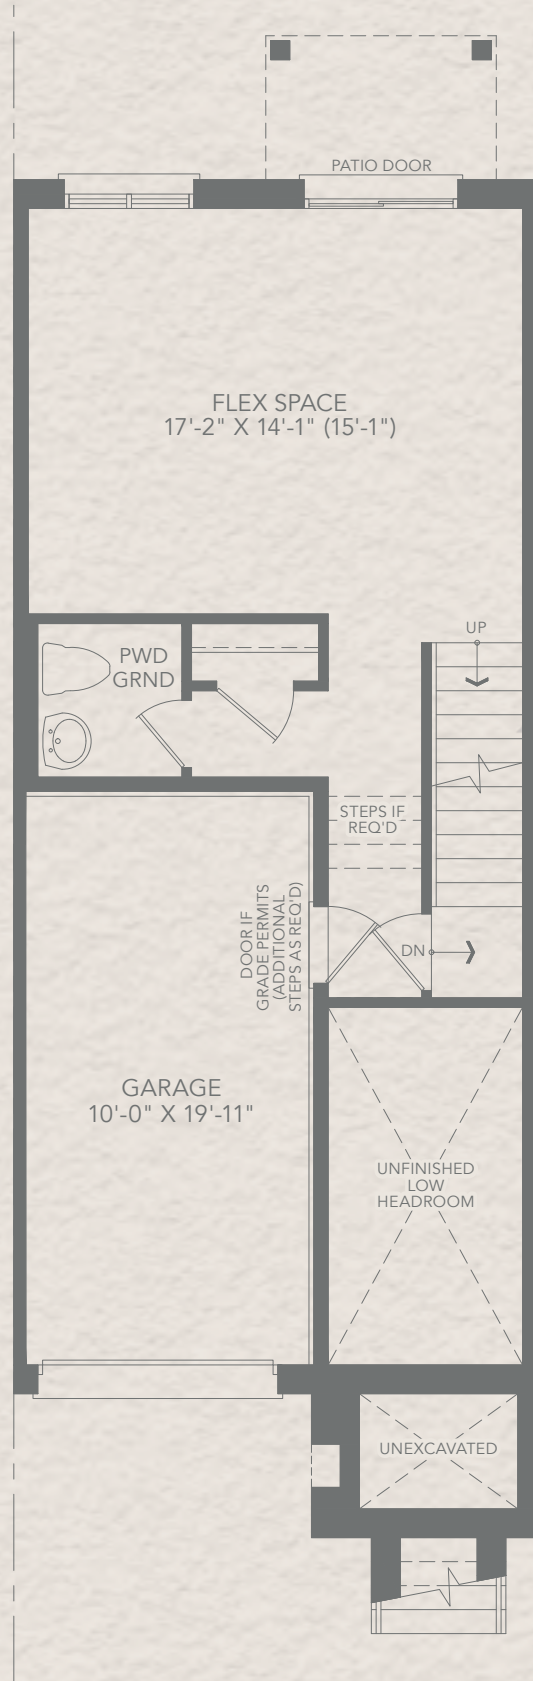 PATIO DOOR
FLEX SPACE
17'-2" X 14'-1" (15'-1")
UP
PWD
GRND
STEPS IF
REQ'D
DOOR IF
GRADE PERMITS
(ADDITIONAL
STEPS AS REQ'D)
DN
GARAGE
10'-0" X 19'-11"
UNFINISHED
LOW
HEADROOM
UNEXCAVATED